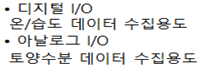 • 디지털 I/O
온/습도 데이터 수집용도
• 아날로그 I/O
토양수분 데이터 수집용도